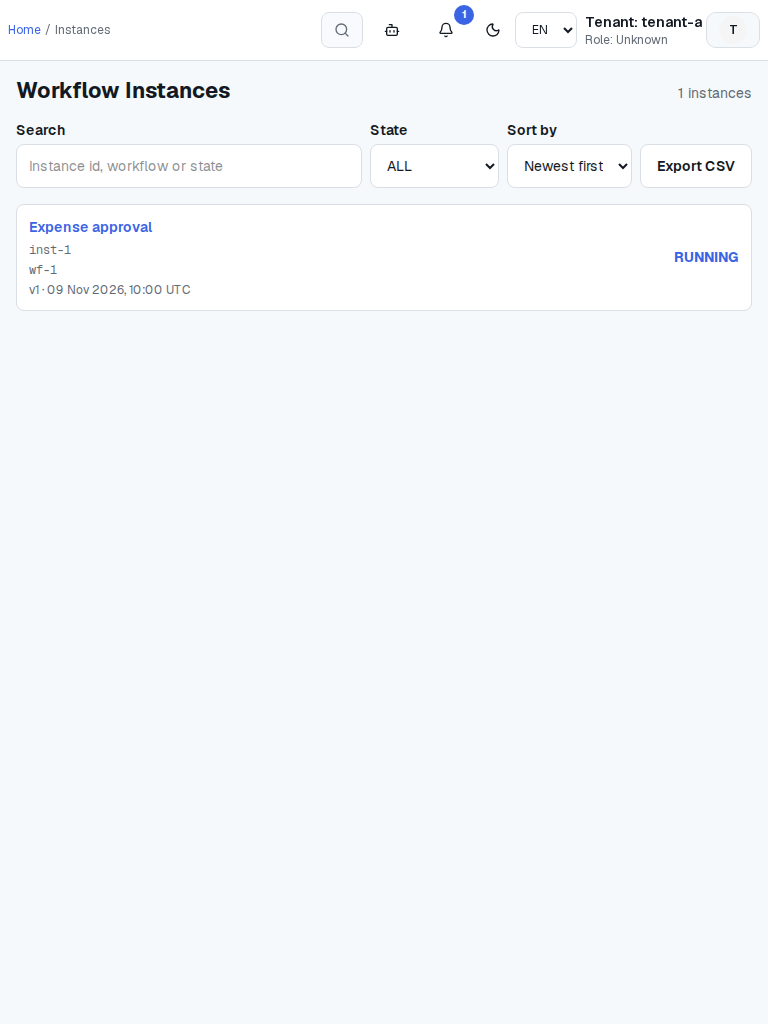 Home / Instances
1
EN
Tenant: tenant-a
Role: Unknown
T
Workflow Instances
1 instances
Search
State
Sort by
Instance id, workflow or state
ALL
Newest first
Export CSV
Expense approval
inst-1
wf-1
v1 · 09 Nov 2026, 10:00 UTC
RUNNING